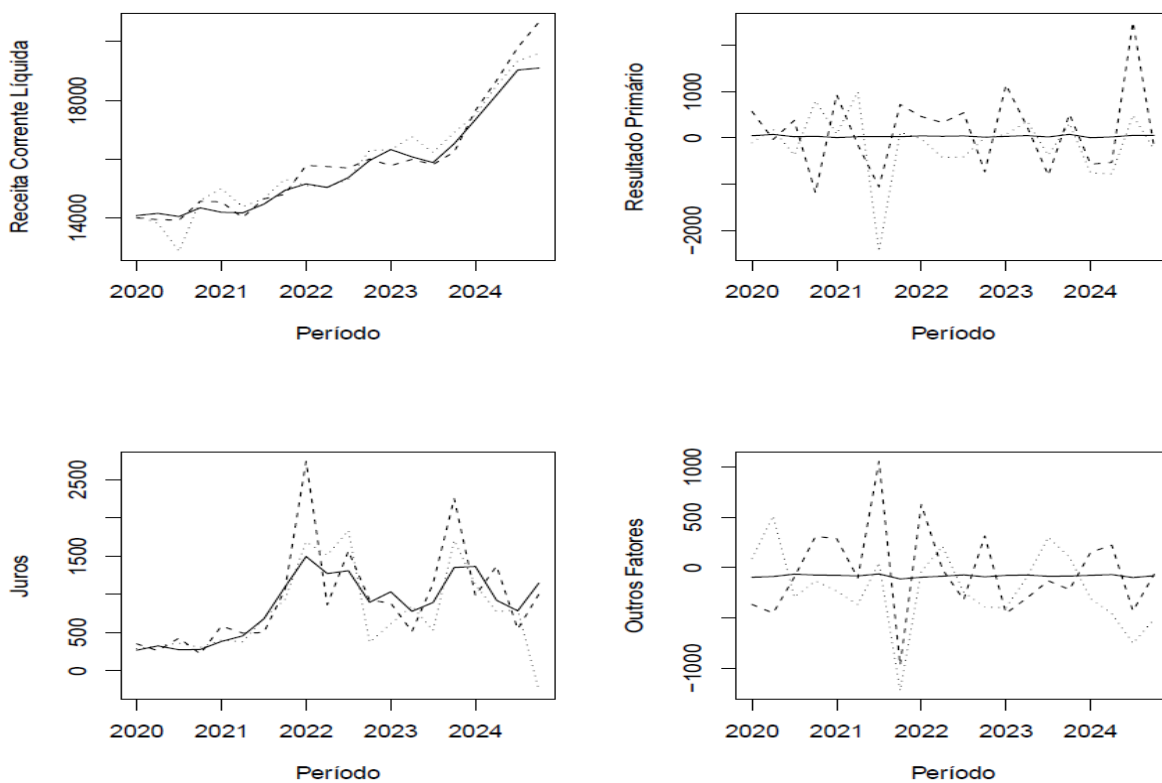 Receita Corrente Líquida
18000
14000
2020 2021 2022 2023 2024
Período
Resultado Primário
1000
0
−2000
2020 2021 2022 2023 2024
Período
Juros
2500
1500
500
0
2020 2021 2022 2023 2024
Período
Outros Fatores
1000
500
0
−1000
2020 2021 2022 2023 2024
Período